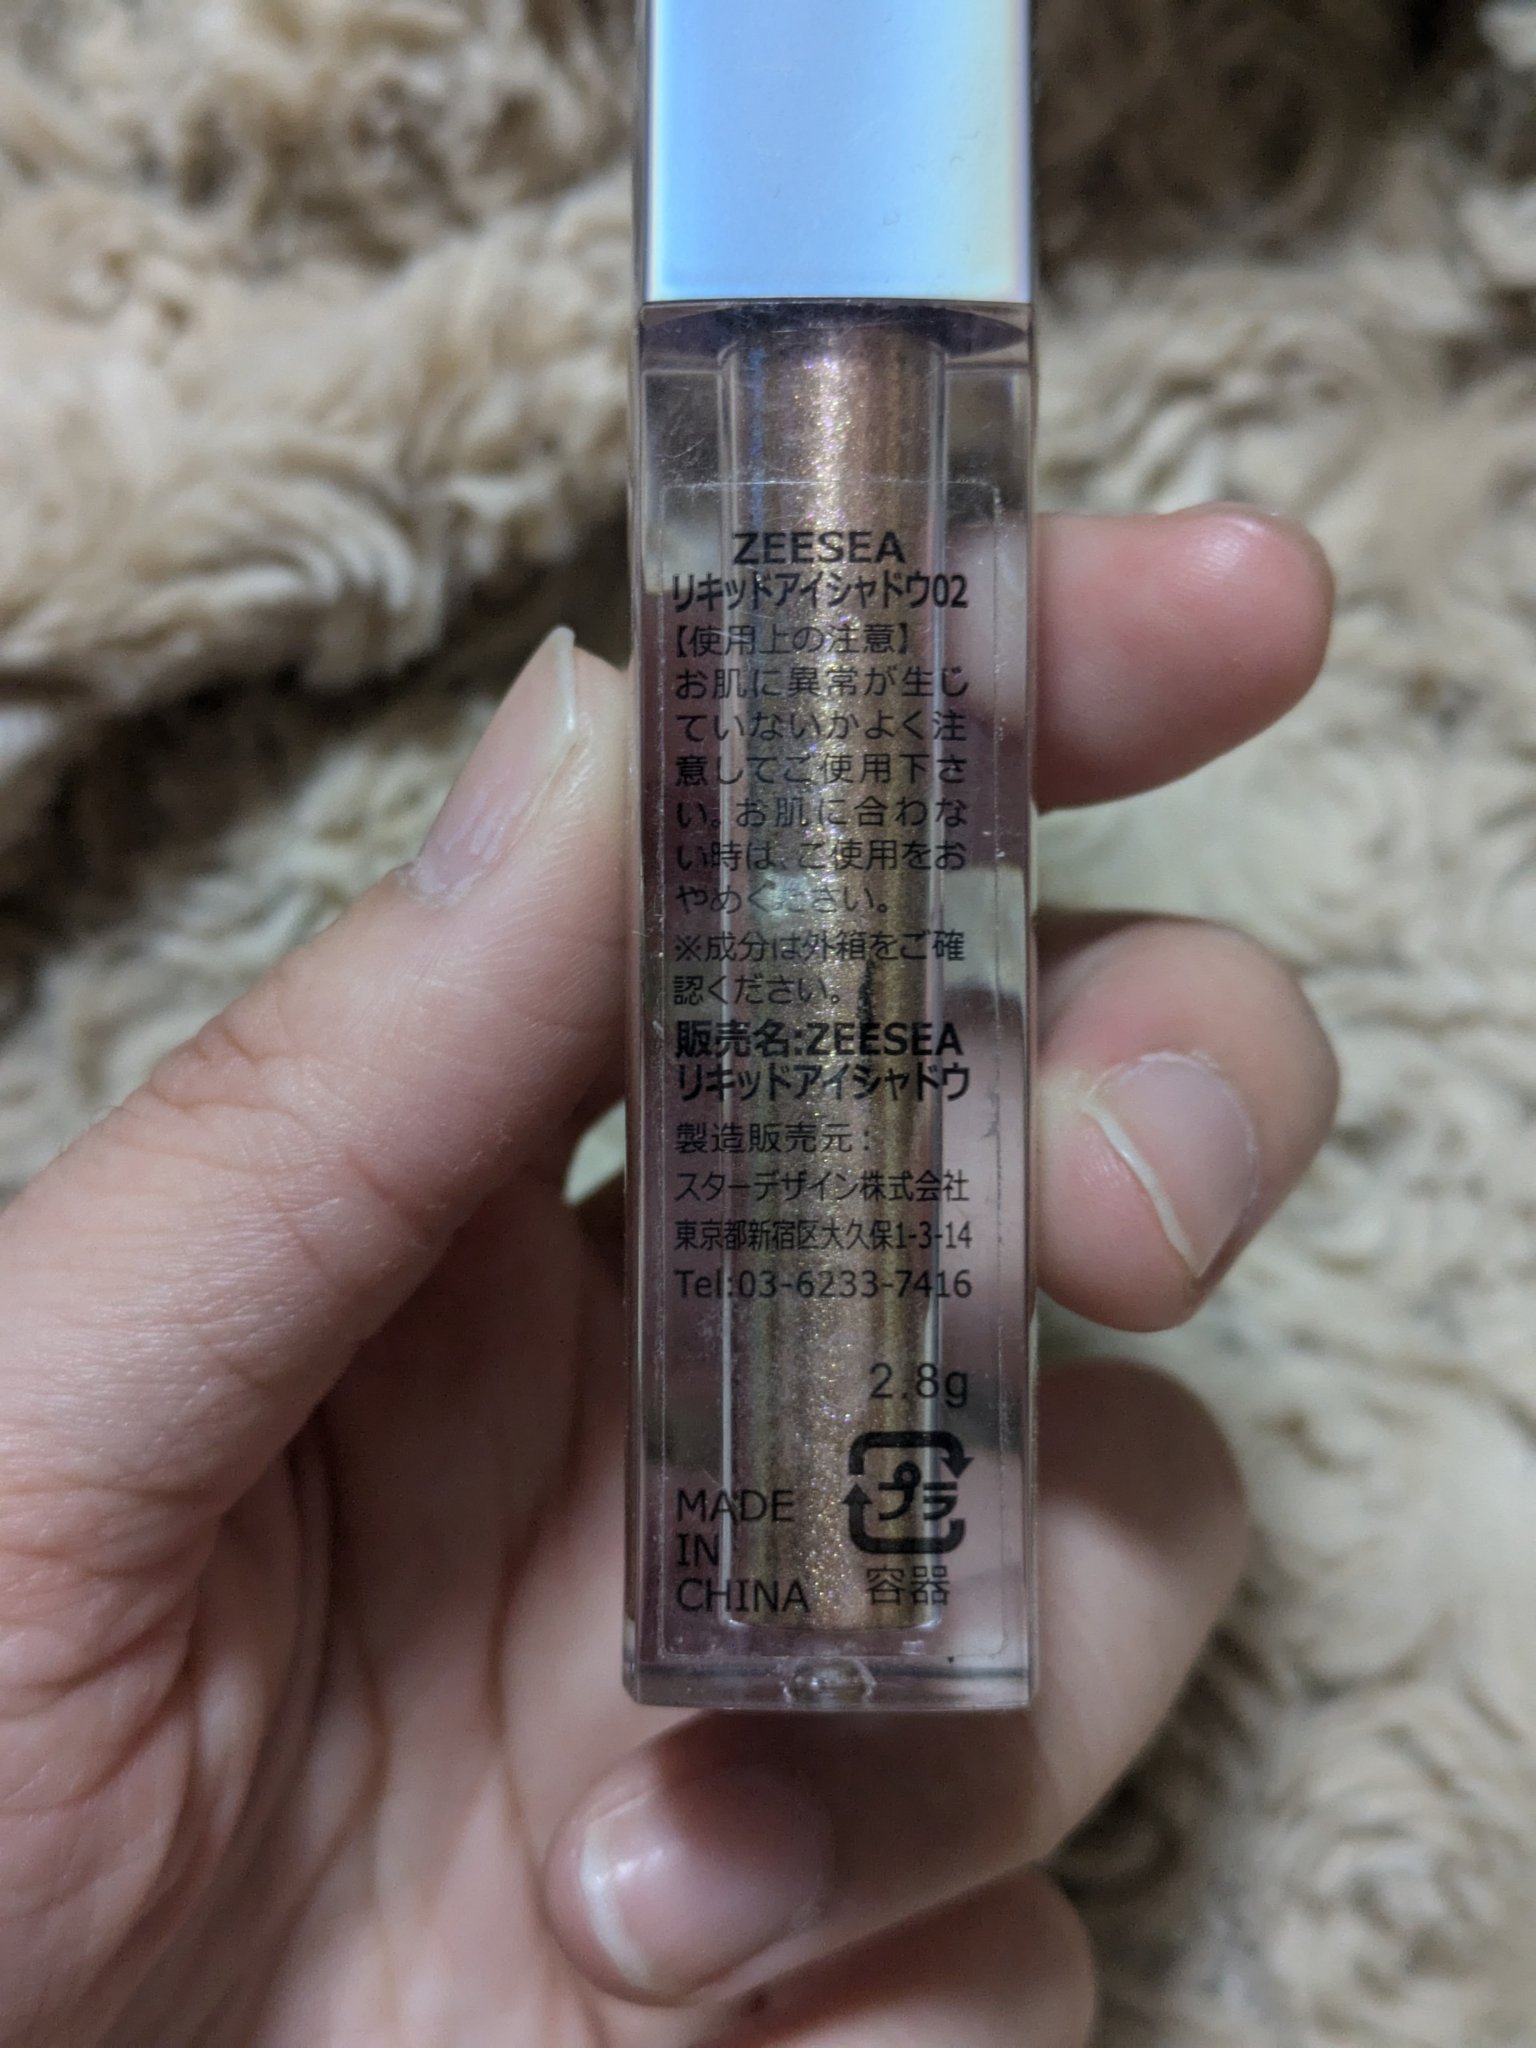 ZEESEA
リキッドアイシャドウ02
【使用上の注意】
お肌に異常が生じ
ていないかよく注
意してご使用下さ
い。お肌に合わな
い時は、ご使用をお
やめください。
※成分は外箱をご確
認ください。
販売名:ZEESEA
リキッドアイシャドウ
製造販売元:
スターデザイン株式会社
東京都新宿区大久保1-3-14
Tel:03-6233-7416
2.8g
プラ
容器
MADE
IN
CHINA